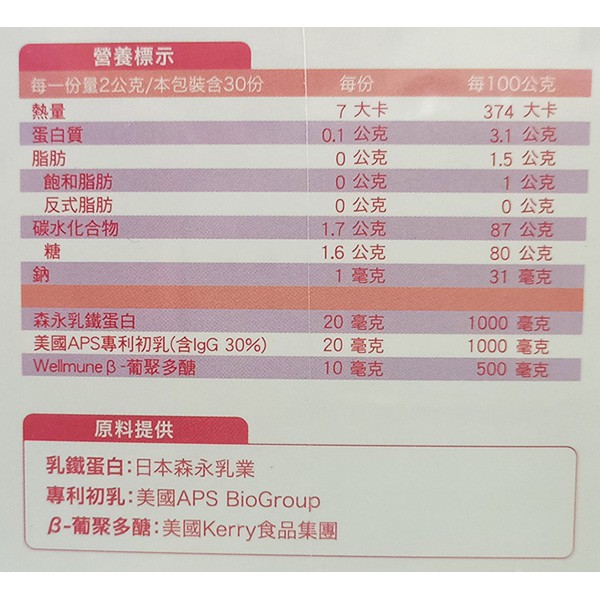 營養標示
每一份量2公克/本包裝含30份 每份 每100公克
熱量 7 大卡 374 大卡
蛋白質 0.1 公克 3.1 公克
脂肪 0 公克 1.5 公克
飽和脂肪 0 公克 1 公克
反式脂肪 0 公克 0 公克
碳水化合物 1.7 公克 87 公克
糖 1.6 公克 80 公克
鈉 1 毫克 31 毫克
森永乳鐵蛋白 20 毫克 1000 毫克
美國APS專利初乳(含IgG 30%) 20 毫克 1000 毫克
Wellmune β -葡聚多醣 10 毫克 500 毫克
原料提供
乳鐵蛋白:日本森永乳業
專利初乳:美國APS BioGroup
β-葡聚多醣:美國Kerry食品集團